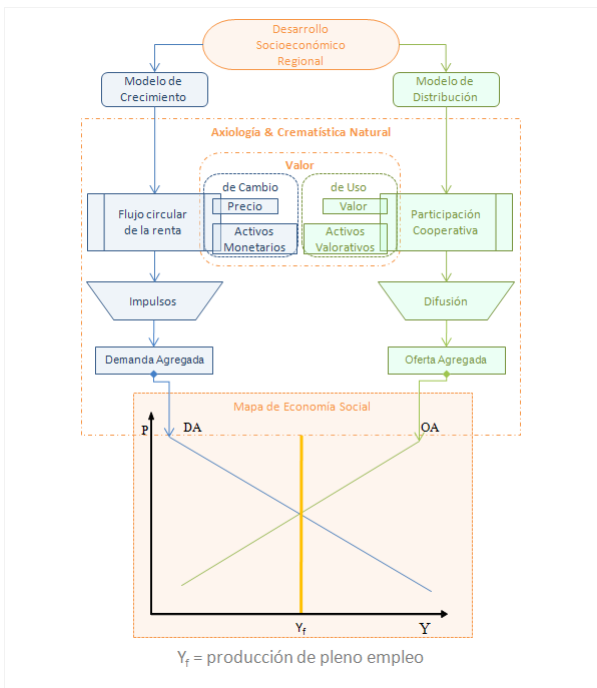 Desarrollo
Socioeconómico
Regional
Modelo de
Crecimiento
Modelo de
Distribución
Axiología & Crematística Natural
Valor
de Cambio
de Uso
Precio
Valor
Flujo circular
de la renta
Activos
Monetarios
Activos
Valorativos
Participación
Cooperativa
Impulsos
Difusión
Demanda Agregada
Oferta Agregada
Mapa de Economía Social
P
DA
OA
Yf
Y
Yf = producción de pleno empleo